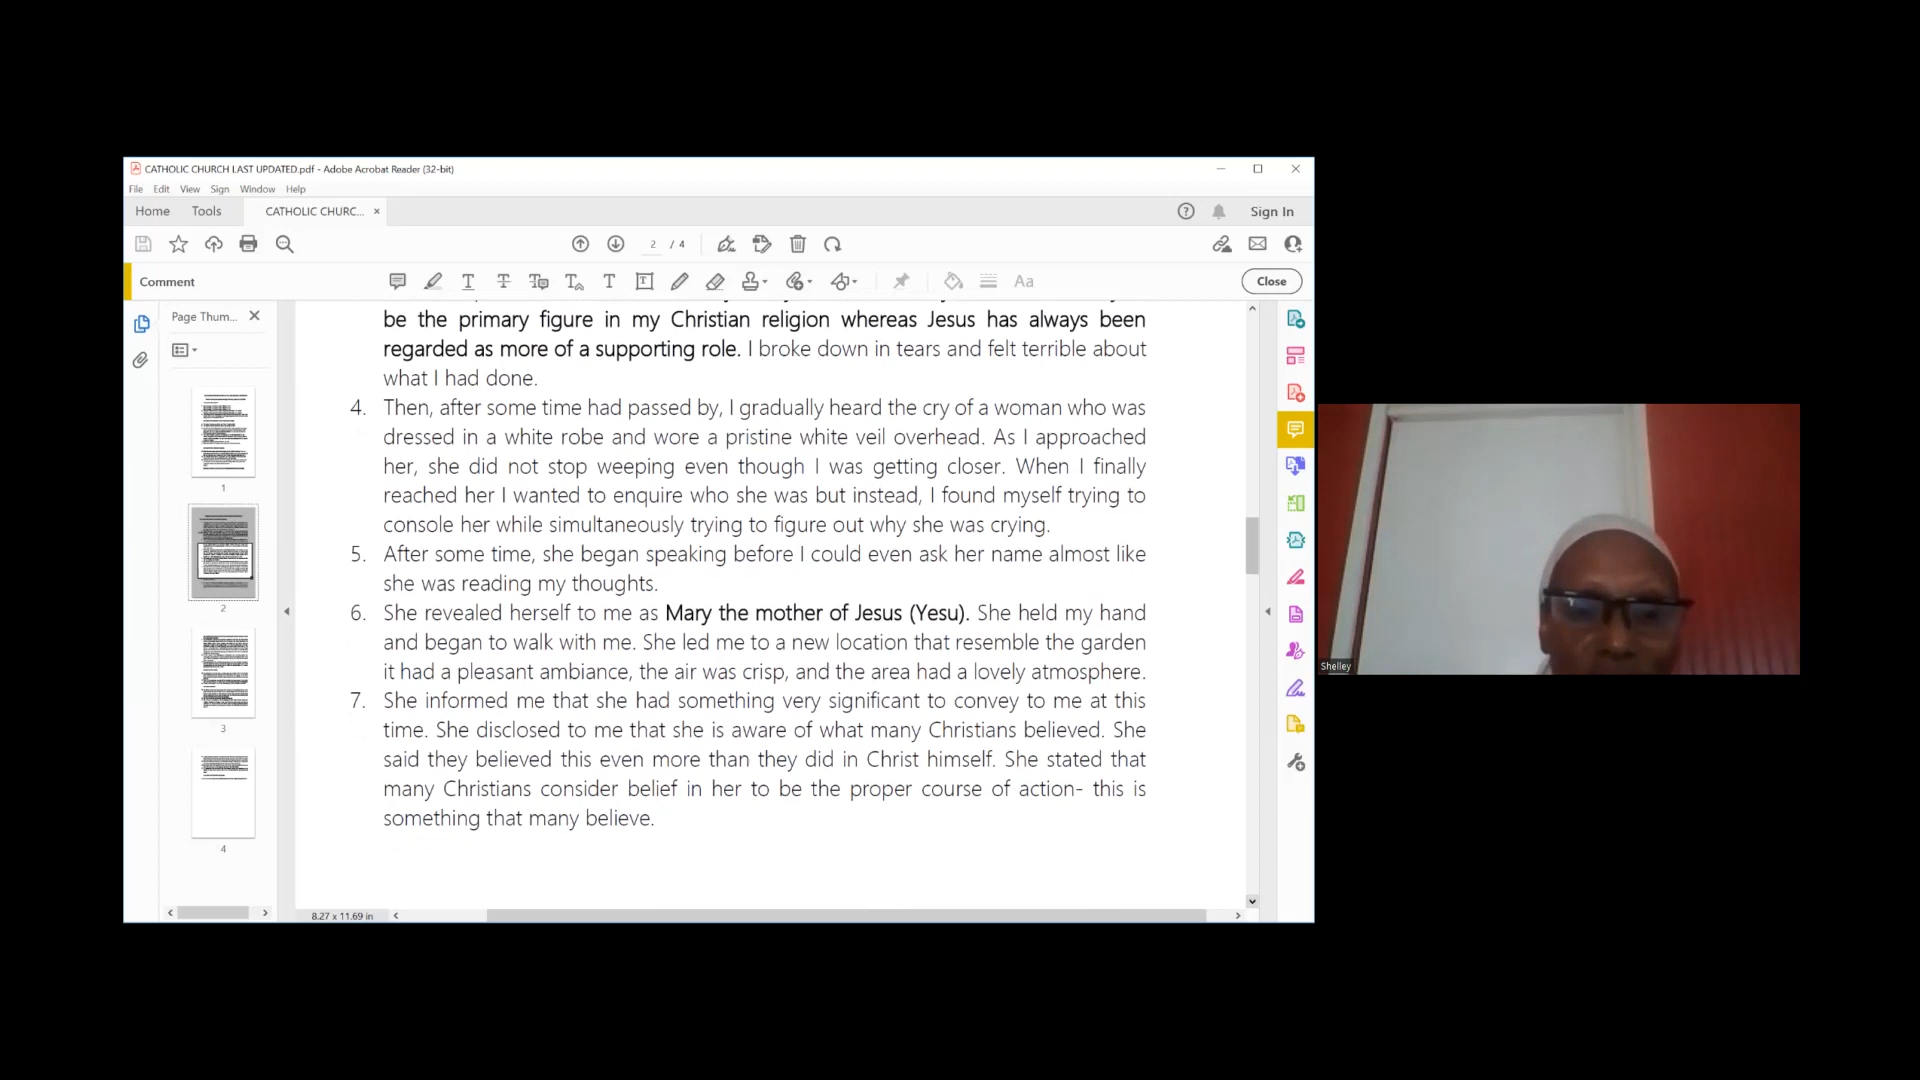 CATHOLIC CHURCH LAST UPDATED.pdf - Adobe Acrobat Reader (32-bit)
File Edit View Sign Window Help
Home Tools CATHOLIC CHURC... × Sign In
2 / 4
Comment Close
Page Thum...
1
2
3
4
be the primary figure in my Christian religion whereas Jesus has always been
regarded as more of a supporting role. I broke down in tears and felt terrible about
what I had done.
4. Then, after some time had passed by, I gradually heard the cry of a woman who was
dressed in a white robe and wore a pristine white veil overhead. As I approached
her, she did not stop weeping even though I was getting closer. When I finally
reached her I wanted to enquire who she was but instead, I found myself trying to
console her while simultaneously trying to figure out why she was crying.
5. After some time, she began speaking before I could even ask her name almost like
she was reading my thoughts.
6. She revealed herself to me as Mary the mother of Jesus (Yesu). She held my hand
and began to walk with me. She led me to a new location that resemble the garden
it had a pleasant ambiance, the air was crisp, and the area had a lovely atmosphere.
7. She informed me that she had something very significant to convey to me at this
time. She disclosed to me that she is aware of what many Christians believed. She
said they believed this even more than they did in Christ himself. She stated that
many Christians consider belief in her to be the proper course of action- this is
something that many believe.
8.27 x 11.69 in
Shelley